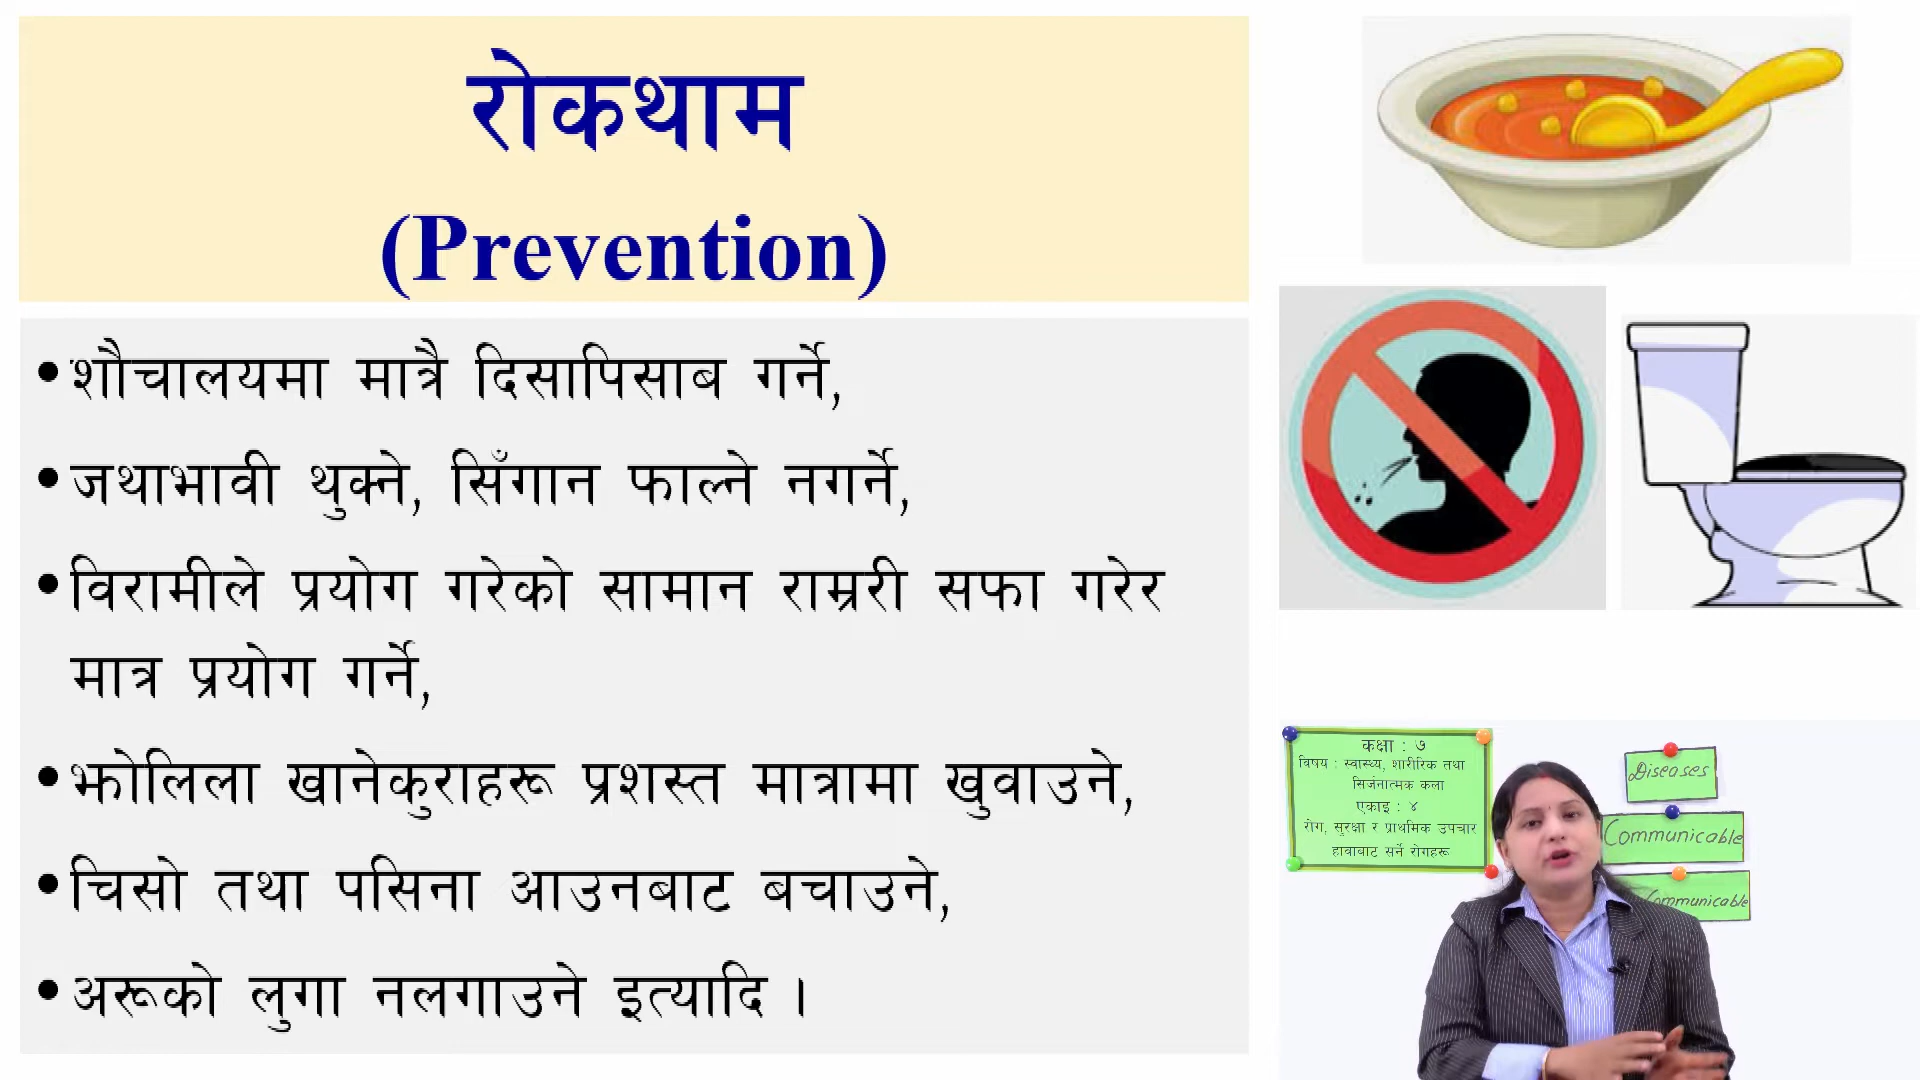 रोकथाम
(Prevention)
•शौचालयमा मात्रै दिसापिसाब गर्ने,
•जथाभावी थुक्ने, सिँगान फाल्ने नगर्ने,
•विरामीले प्रयोग गरेको सामान राम्ररी सफा गरेर
मात्र प्रयोग गर्ने,
•झोलिला खानेकुराहरू प्रशस्त मात्रामा खुवाउने,
•चिसो तथा पसिना आउनबाट बचाउने,
•अरूको लुगा नलगाउने इत्यादि ।
कक्षा : ७
विषय : स्वास्थ्य, शारीरिक तथा
सिर्जनात्मक कला
एकाइ : ४
रोग, सुरक्षा र प्राथमिक उपचार
हावाबाट सर्ने रोगहरू
Diseases
Communicable
ommunicable